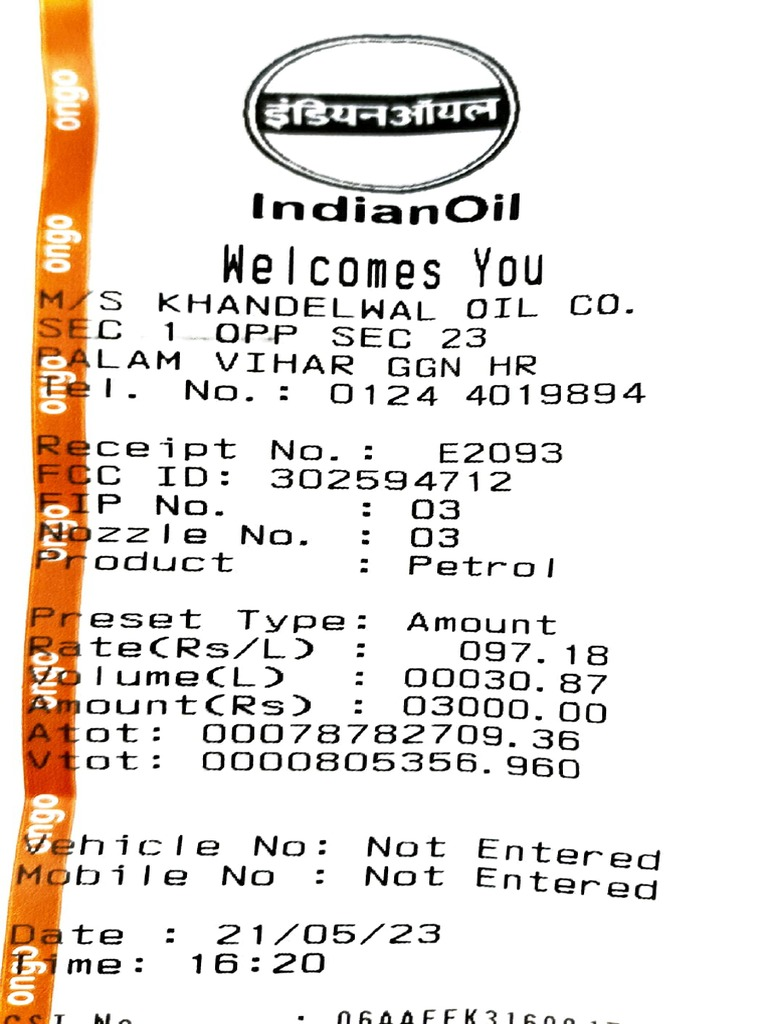 इंडियनऑयल
IndianOil
Welcomes You
M/S KHANDELWAL OIL CO.
SEC 1 OPP SEC 23
PALAM VIHAR GGN HR
Tel. No.: 0124 4019894
Receipt No.: E2093
FCC ID: 302594712
FIP No. : 03
Nozzle No. : 03
Product : Petrol
Preset Type: Amount
Rate(Rs/L) : 097.18
Volume(L) : 00030.87
Amount(Rs) : 03000.00
Atot: 00078782709.36
Vtot: 0000805356.960
Vehicle No: Not Entered
Mobile No : Not Entered
Date : 21/05/23
Time: 16:20
No :
ongo
ongo
ongo
ongo
ongo
ongo
ongo